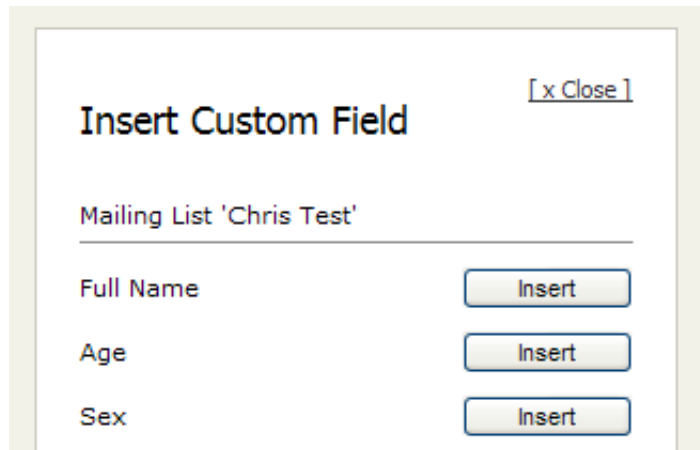 [ x Close ]
Insert Custom Field
Mailing List 'Chris Test'
Full Name Insert
Age Insert
Sex Insert